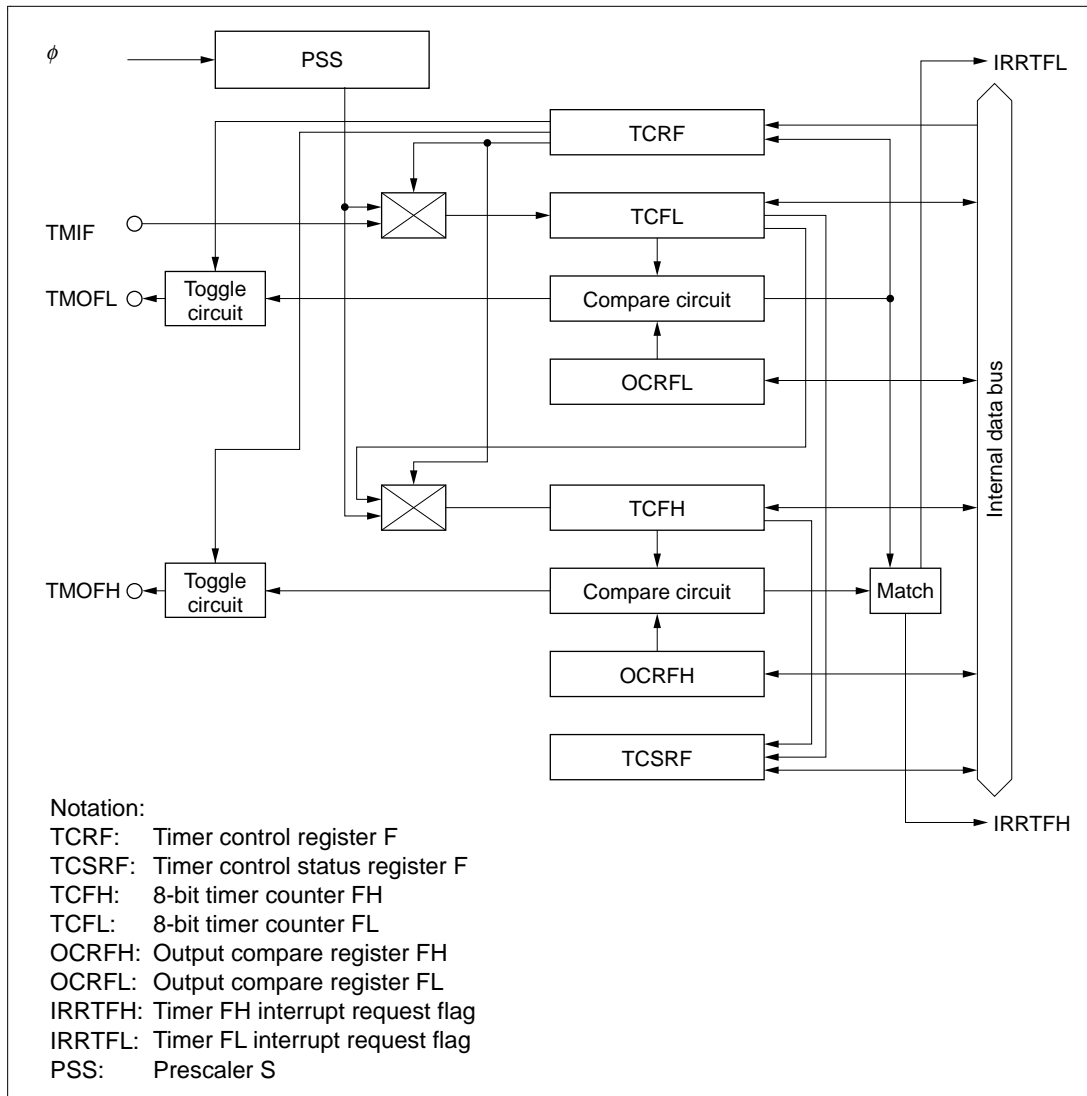 ϕ
PSS
IRRTFL
TCRF
TMIF
TCFL
TMOFL
Toggle
circuit
Compare circuit
OCRFL
Internal data bus
TCFH
TMOFH
Toggle
circuit
Compare circuit
Match
OCRFH
TCSRF
IRRTFH
Notation:
TCRF: Timer control register F
TCSRF: Timer control status register F
TCFH: 8-bit timer counter FH
TCFL: 8-bit timer counter FL
OCRFH: Output compare register FH
OCRFL: Output compare register FL
IRRTFH: Timer FH interrupt request flag
IRRTFL: Timer FL interrupt request flag
PSS: Prescaler S